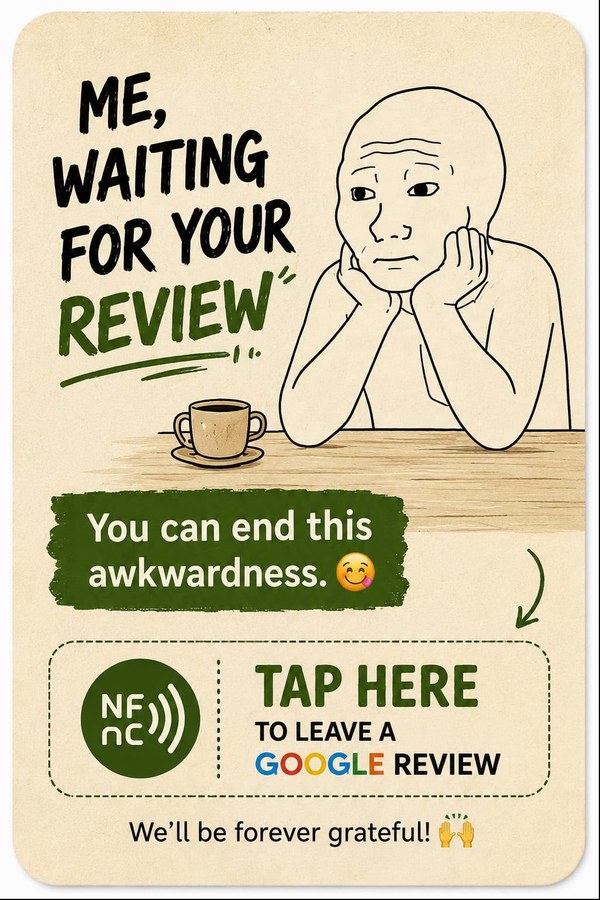 ME,
WAITING
FOR YOUR
REVIEW
You can end this
awkwardness. 😋
NF
nC
TAP HERE
TO LEAVE A
GOOGLE REVIEW
We'll be forever grateful! 🙌